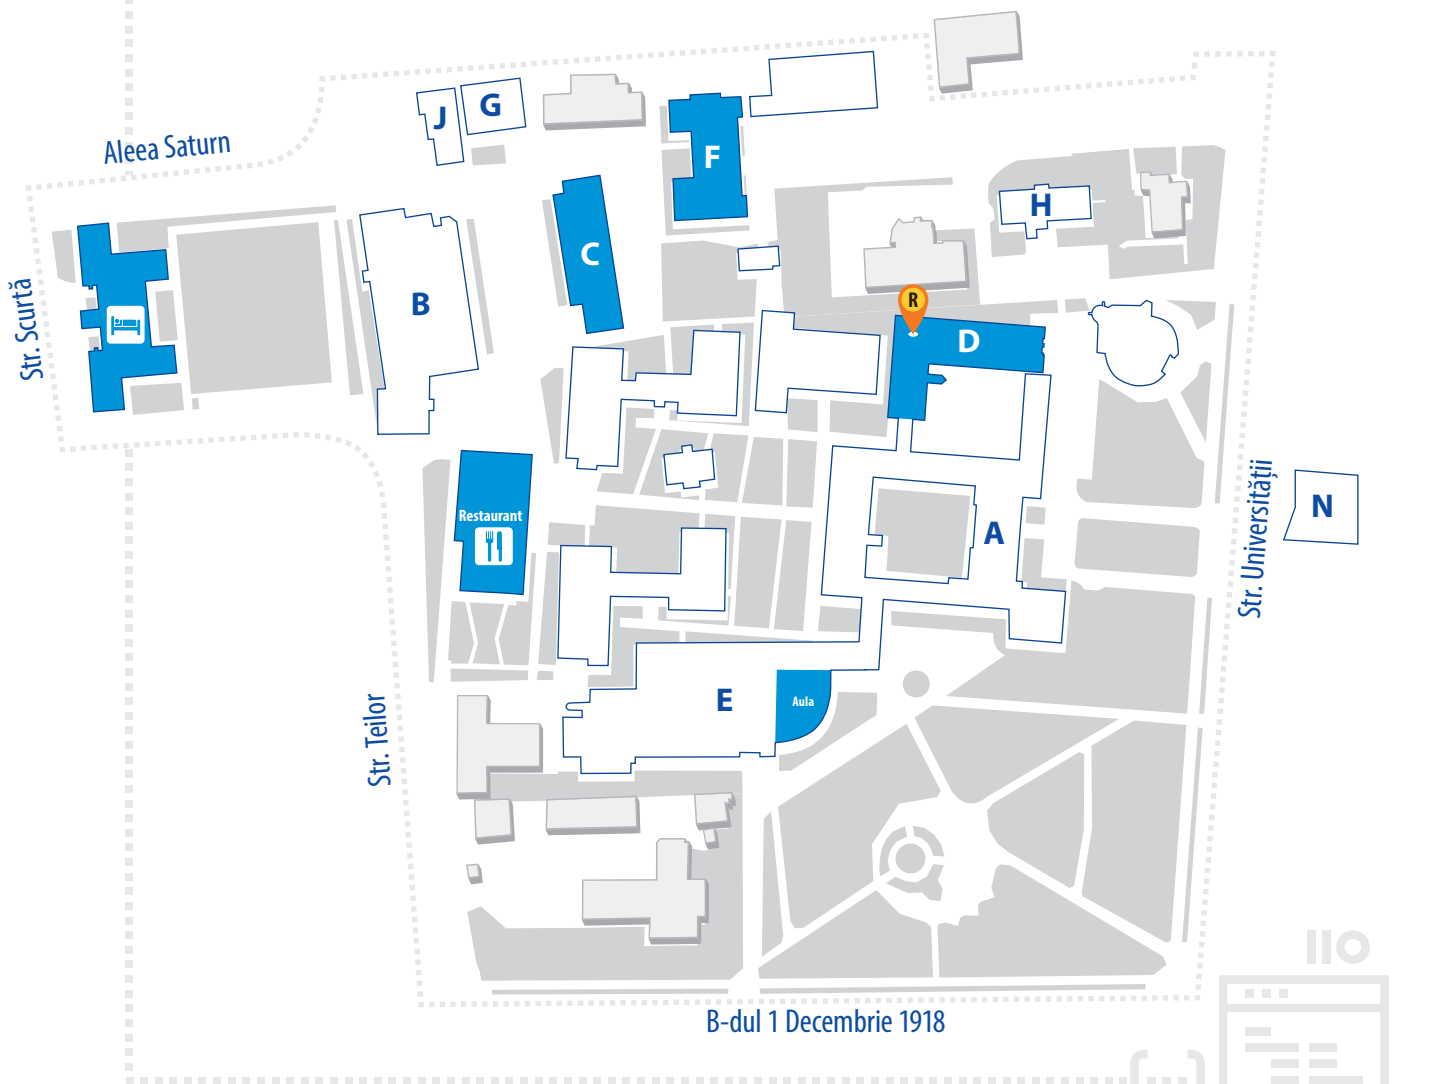 J
G
Aleea Saturn
F
H
C
B
Str. Scurtă
R
D
Restaurant
A
N
Str. Universității
E
Aula
Str. Teilor
B-dul 1 Decembrie 1918